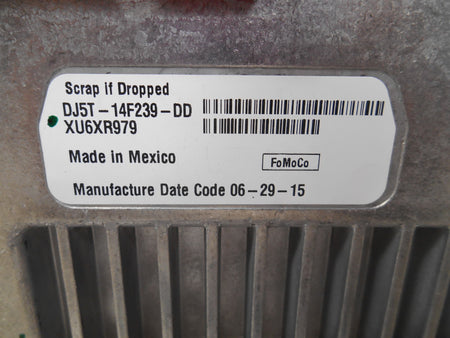 Scrap if Dropped
DJ5T-14F239-DD
XU6XR979
Made in Mexico FoMoCo
Manufacture Date Code 06-29-15